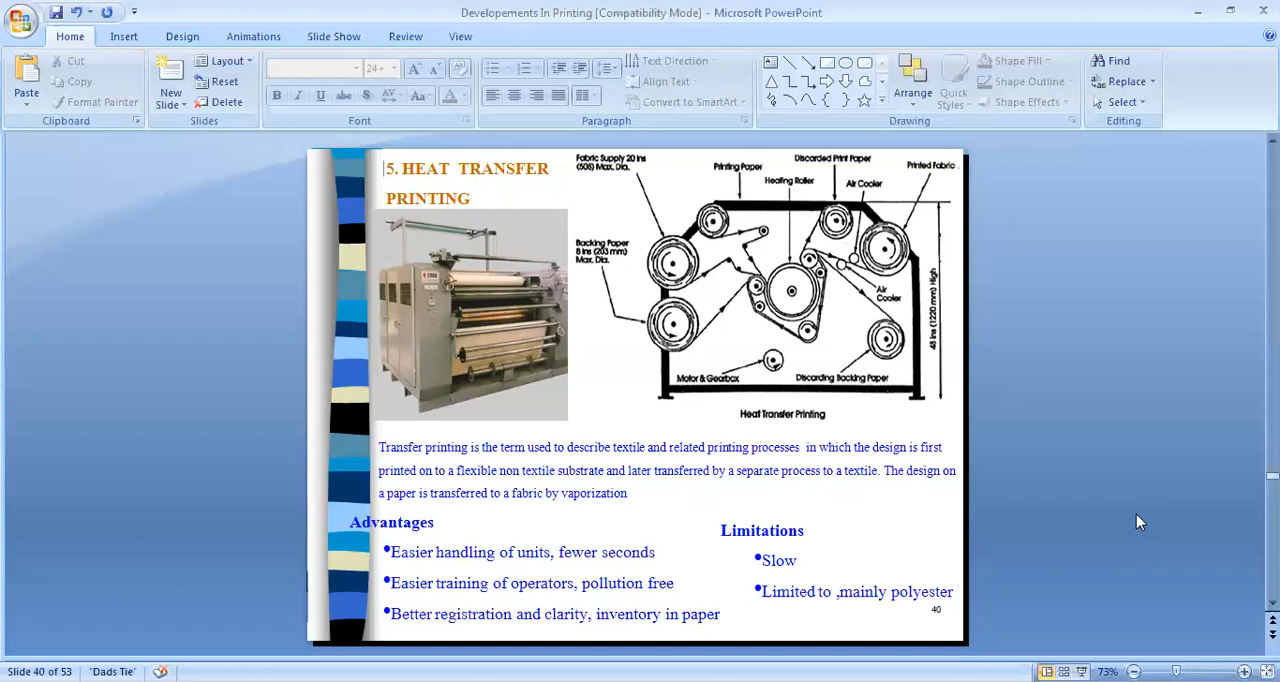 Developements In Printing [Compatibility Mode] - Microsoft PowerPoint
Home Insert Design Animations Slide Show Review View
Cut
Copy
Format Painter
Paste
Clipboard
New Slide
Layout
Reset
Delete
Slides
24
B I U abc S AV Aa A
Font
Text Direction
Align Text
Convert to SmartArt
Paragraph
Arrange
Quick Styles
Shape Fill
Shape Outline
Shape Effects
Drawing
Find
Replace
Select
Editing
5. HEAT TRANSFER
PRINTING
Fabric Supply 20 Ins
(508) Max. Dia.
Printing Paper
Discarded Print Paper
Heating Roller
Air Cooler
Printed Fabric
Backing Paper
8 Ins (203 mm)
Max. Dia.
Air
Cooler
48 Ins (1220 mm) High
Motor & Gearbox
Discarding Backing Paper
Heat Transfer Printing
Transfer printing is the term used to describe textile and related printing processes in which the design is first
printed on to a flexible non textile substrate and later transferred by a separate process to a textile. The design on
a paper is transferred to a fabric by vaporization
Advantages
•Easier handling of units, fewer seconds
•Easier training of operators, pollution free
•Better registration and clarity, inventory in paper
Limitations
•Slow
•Limited to ,mainly polyester
40
Slide 40 of 53 "Dads Tie" 73%